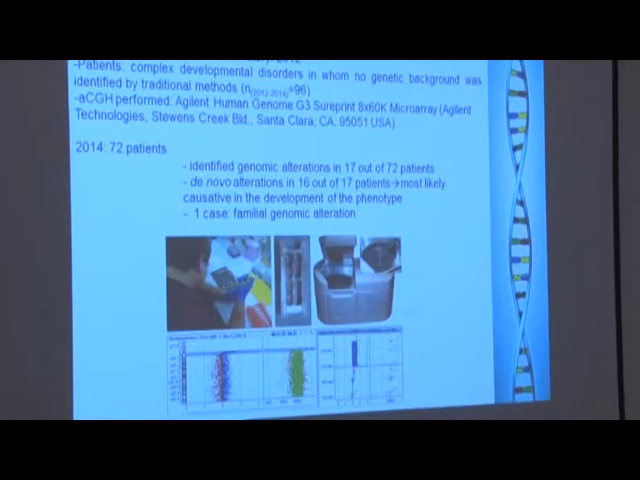 -Patients: complex developmental disorders in whom no genetic background was
identified by traditional methods (n(2012-2014)=96)
-aCGH performed: Agilent Human Genome G3 Sureprint 8x60K Microarray (Agilent
Technologies, Stewens Creek Bld., Santa Clara, CA, 95051 USA)
2014: 72 patients
- identified genomic alterations in 17 out of 72 patients
- de novo alterations in 16 out of 17 patients→most likely
causative in the development of the phenotype
- 1 case: familial genomic alteration